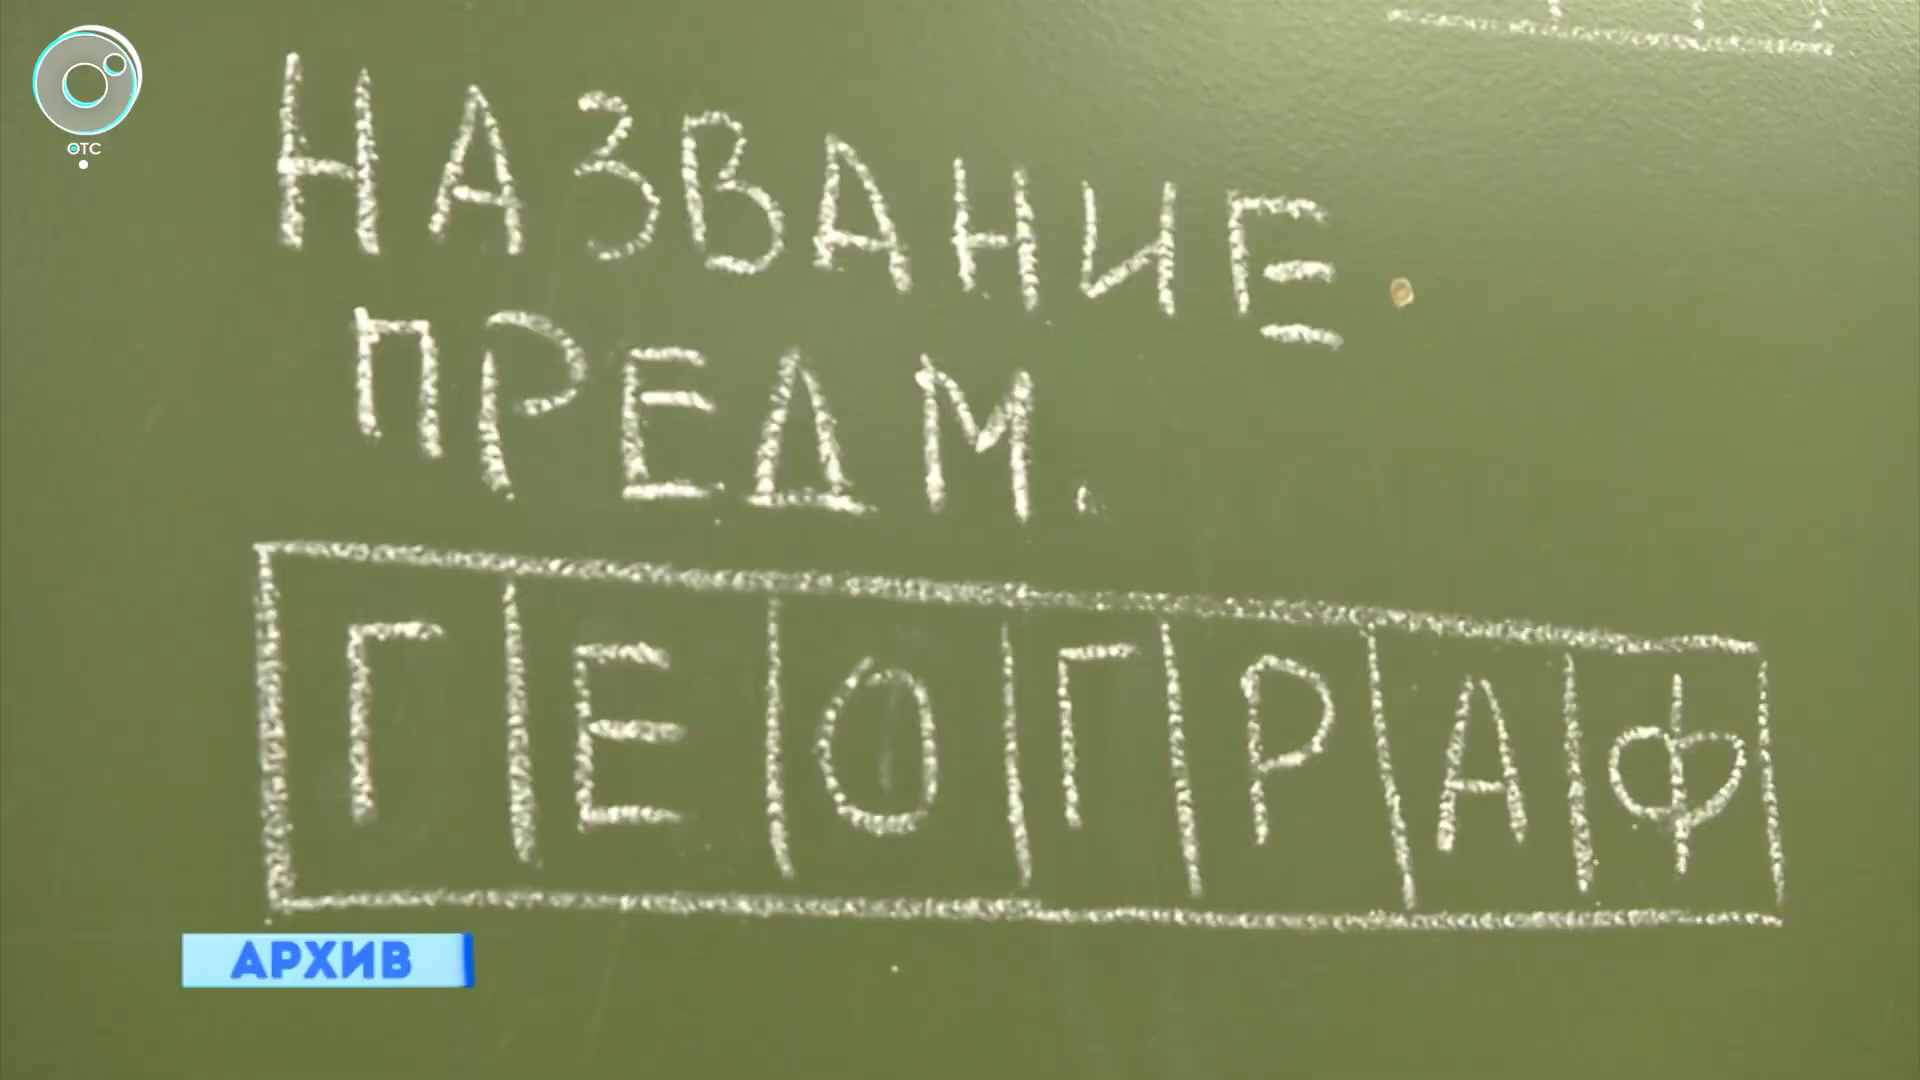 ОТС
НАЗВАНИЕ
ПРЕДМ.
ГЕОГРАФ
АРХИВ